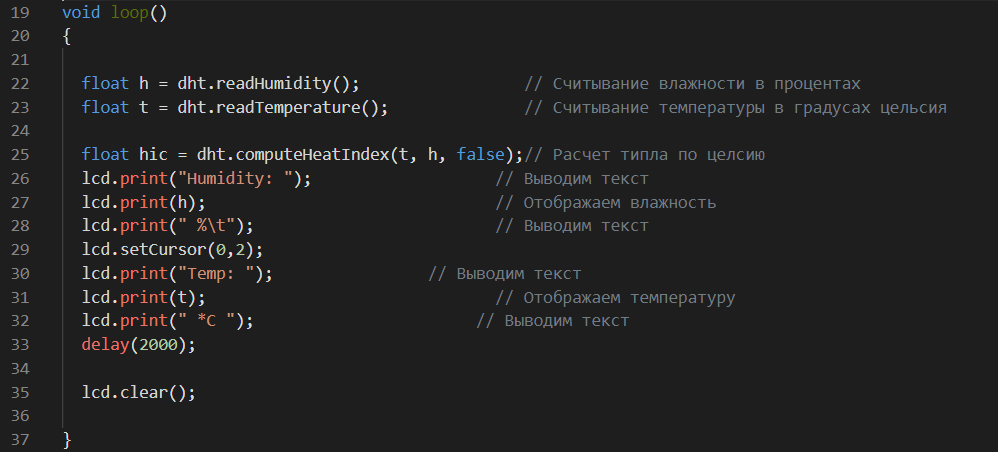 19 void loop()
20 {
21
22 float h = dht.readHumidity(); // Считывание влажности в процентах
23 float t = dht.readTemperature(); // Считывание температуры в градусах цельсия
24
25 float hic = dht.computeHeatIndex(t, h, false);// Расчет типла по целсию
26 lcd.print("Humidity: "); // Выводим текст
27 lcd.print(h); // Отображаем влажность
28 lcd.print(" %\t"); // Выводим текст
29 lcd.setCursor(0,2);
30 lcd.print("Temp: "); // Выводим текст
31 lcd.print(t); // Отображаем температуру
32 lcd.print(" *C "); // Выводим текст
33 delay(2000);
34
35 lcd.clear();
36
37 }